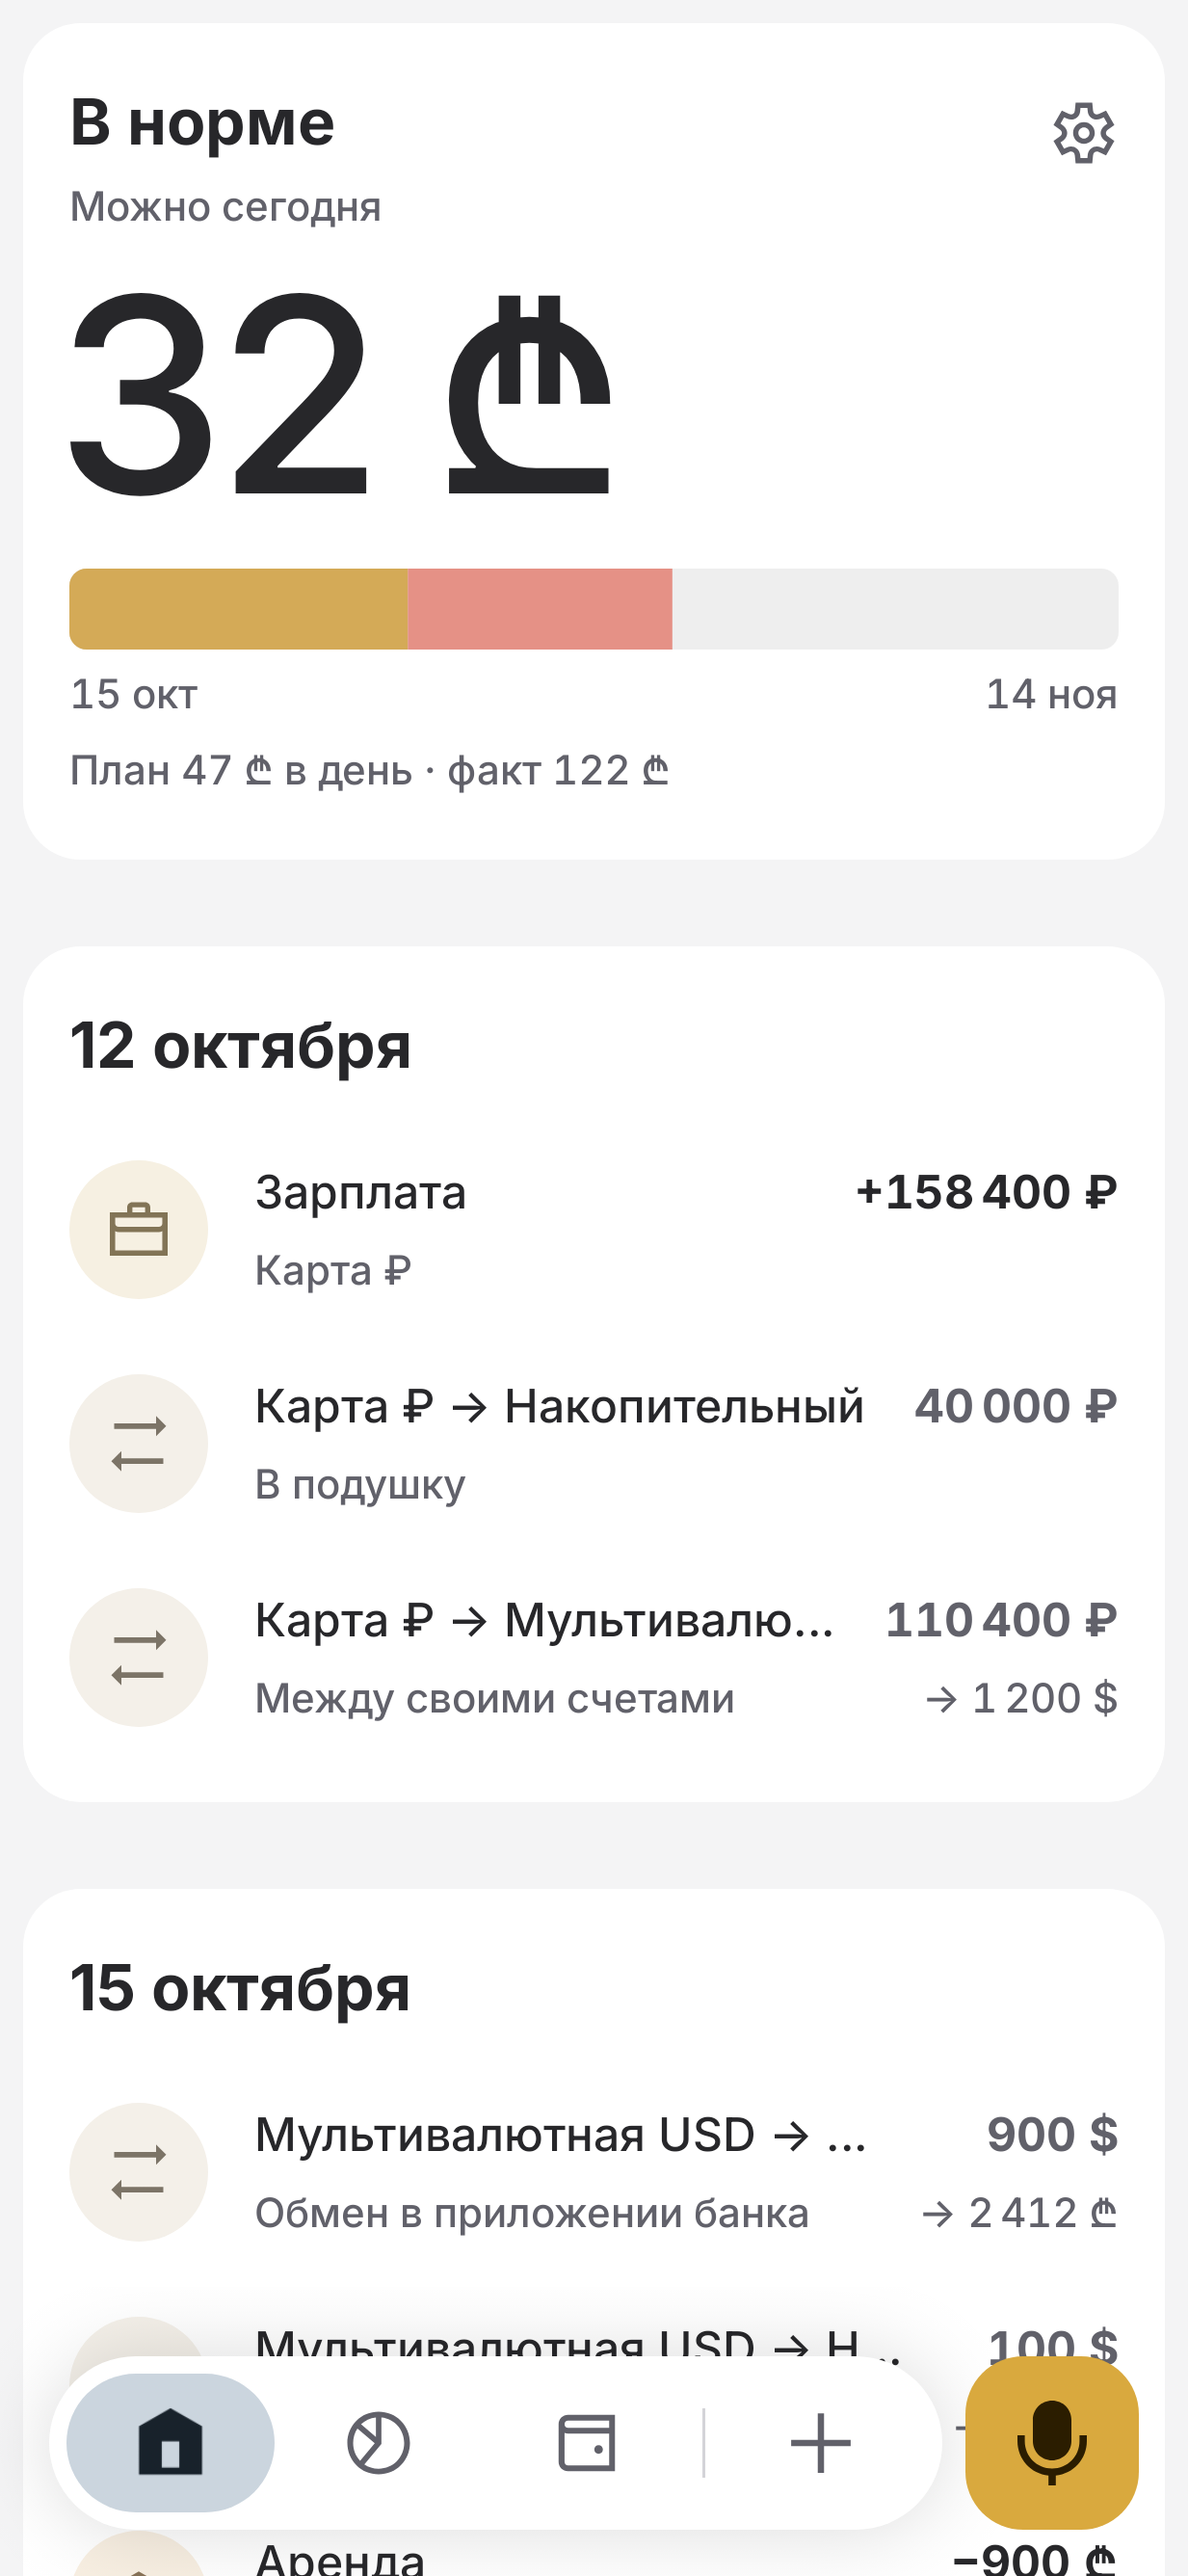 В норме
Можно сегодня
32 ₾
15 окт 14 ноя
План 47 ₾ в день · факт 122 ₾
12 октября
Зарплата +158 400 ₽
Карта ₽
Карта ₽ → Накопительный 40 000 ₽
В подушку
Карта ₽ → Мультивалю... 110 400 ₽
Между своими счетами → 1 200 $
15 октября
Мультивалютная USD → ... 900 $
Обмен в приложении банка → 2 412 ₾
Мультивалютная USD → Н... 100 $
Аренда −900 ₾